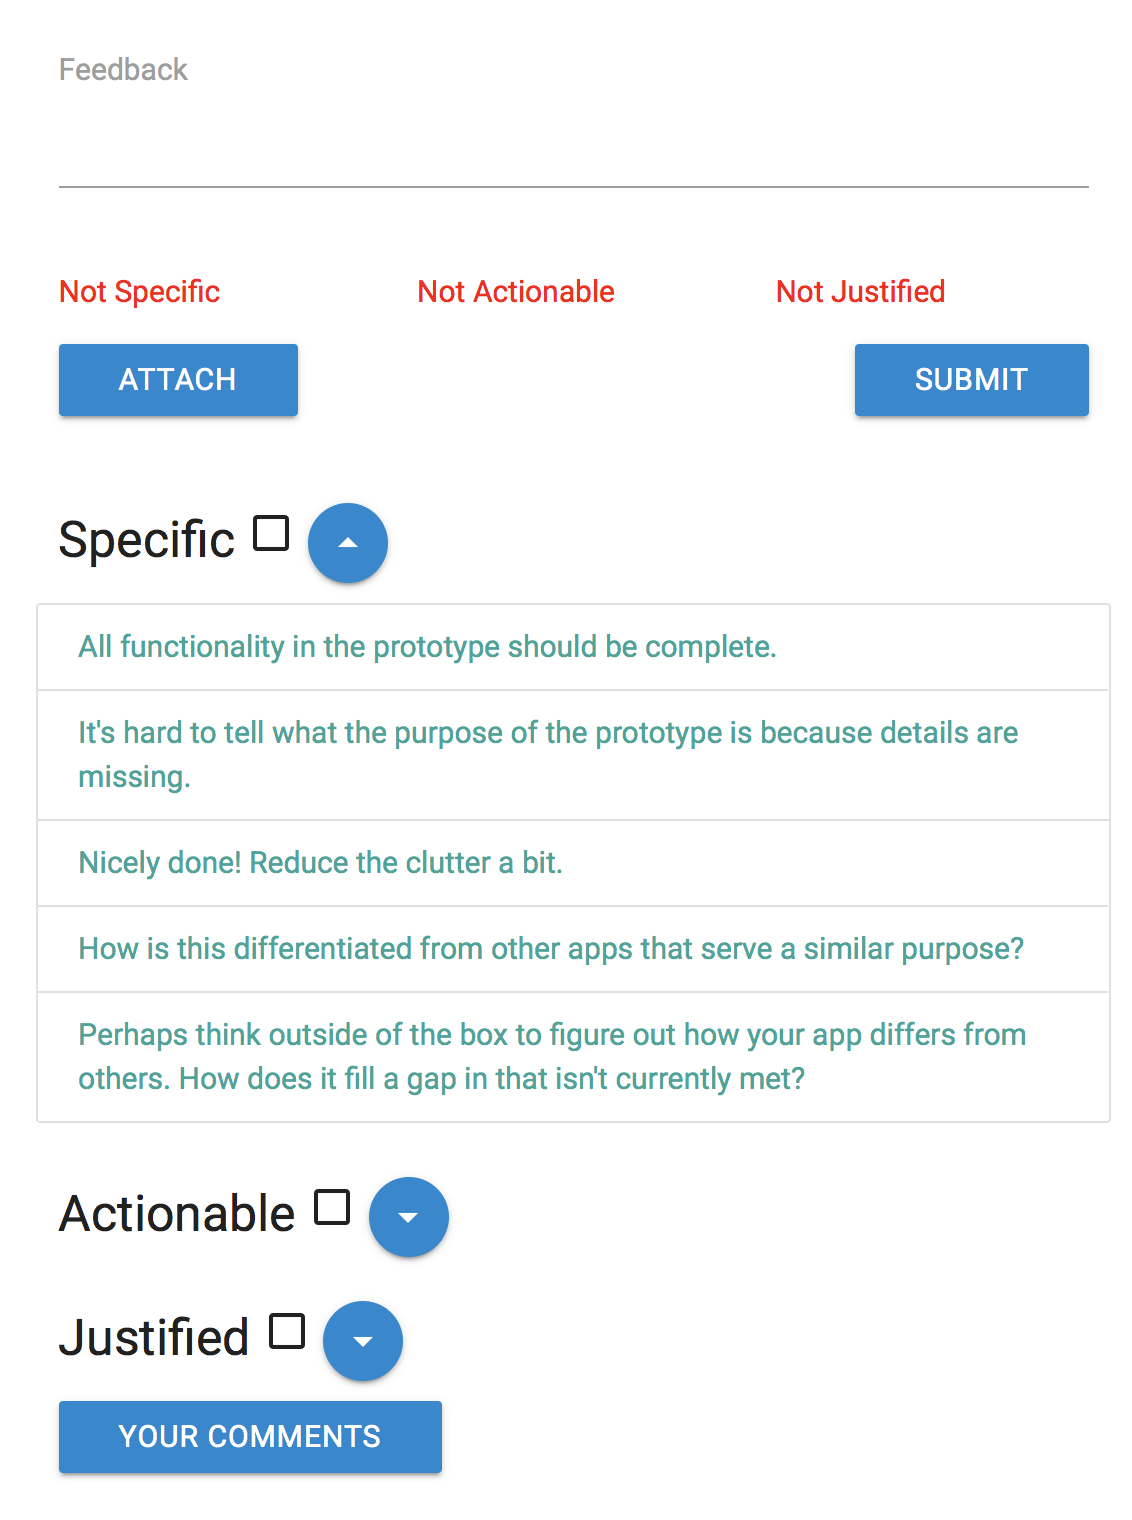 Feedback
Not Specific Not Actionable Not Justified
ATTACH SUBMIT
Specific
All functionality in the prototype should be complete.
It's hard to tell what the purpose of the prototype is because details are
missing.
Nicely done! Reduce the clutter a bit.
How is this differentiated from other apps that serve a similar purpose?
Perhaps think outside of the box to figure out how your app differs from
others. How does it fill a gap in that isn't currently met?
Actionable
Justified
YOUR COMMENTS